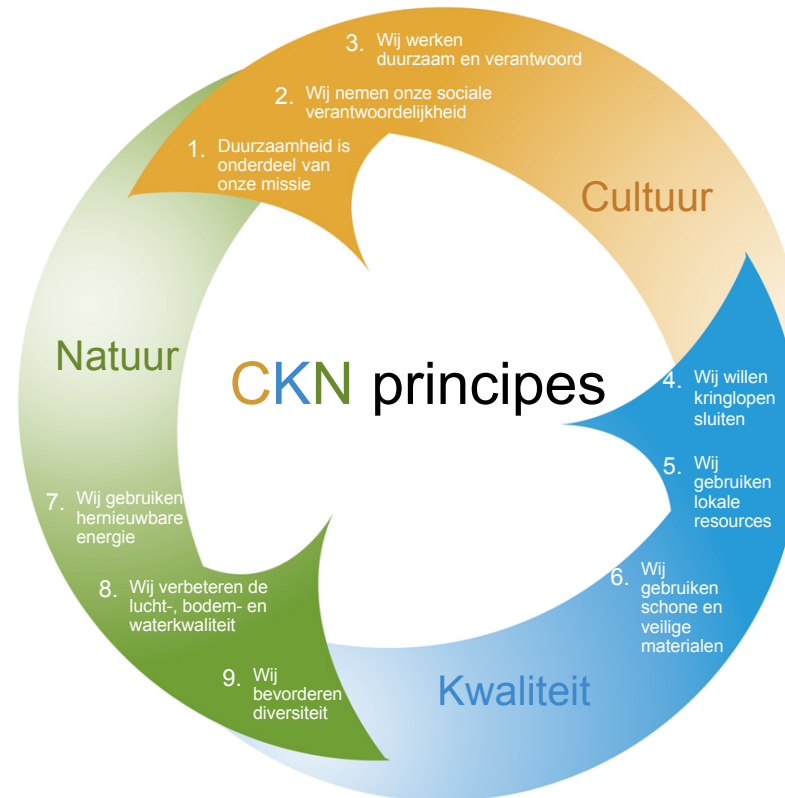 3. Wij werken
duurzaam en verantwoord
2. Wij nemen onze sociale
verantwoordelijkheid
1. Duurzaamheid is
onderdeel van
onze missie
Cultuur
Natuur
CKN principes
4. Wij willen
kringlopen
sluiten
5. Wij
gebruiken
lokale
resources
6. Wij
gebruiken
schone en
veilige
materialen
7. Wij gebruiken
hernieuwbare
energie
8. Wij verbeteren de
lucht-, bodem- en
waterkwaliteit
9. Wij
bevorderen
diversiteit
Kwaliteit